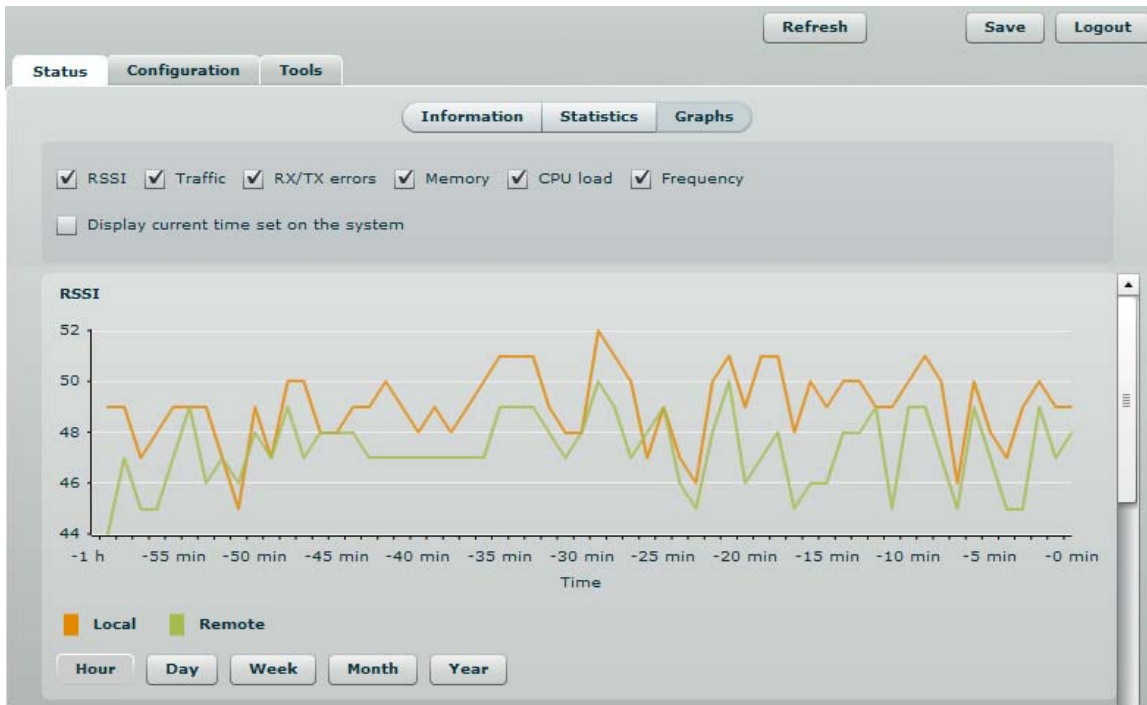 Refresh Save Logout
Status Configuration Tools
Information Statistics Graphs
RSSI Traffic RX/TX errors Memory CPU load Frequency
Display current time set on the system
RSSI
52
50
48
46
44
-1 h -55 min -50 min -45 min -40 min -35 min -30 min -25 min -20 min -15 min -10 min -5 min -0 min
Time
Local Remote
Hour Day Week Month Year